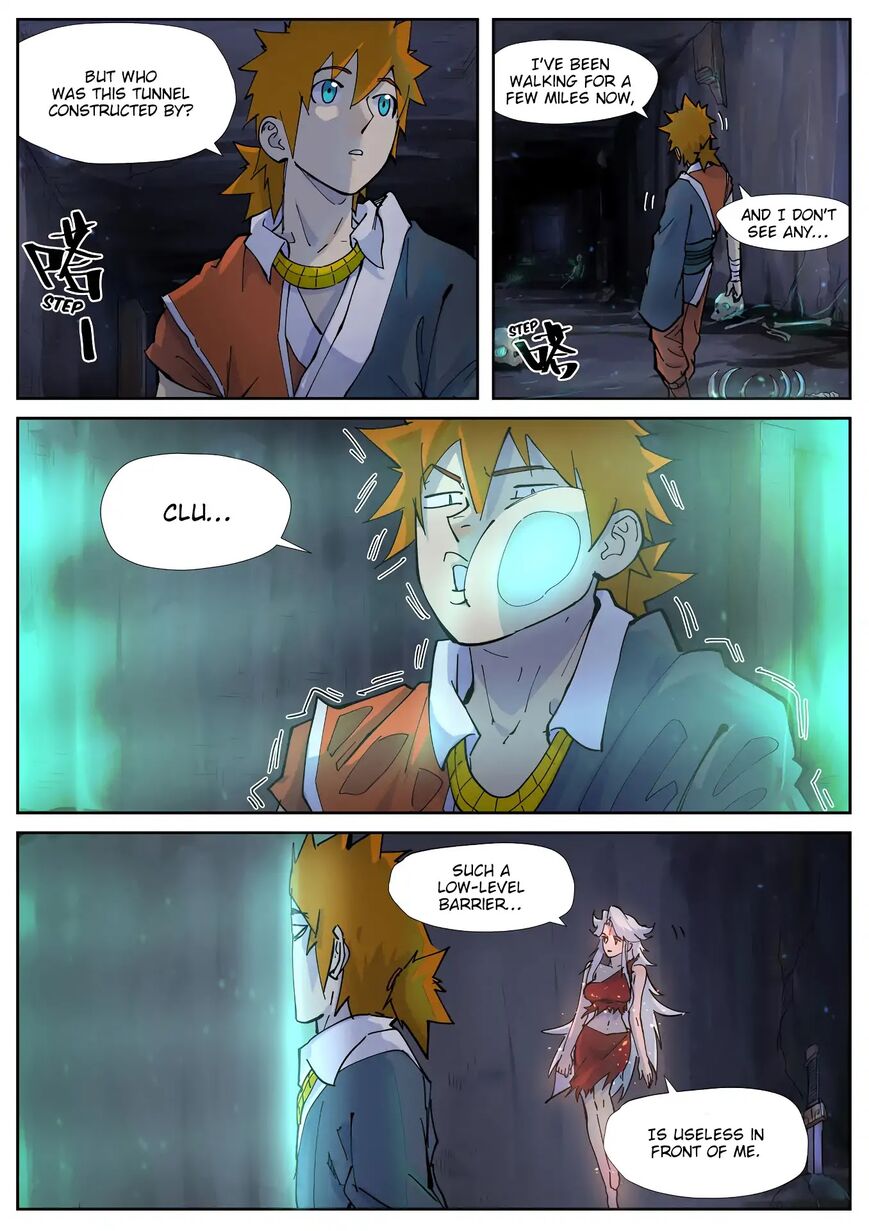 BUT WHO
WAS THIS TUNNEL
CONSTRUCTED BY?
嗒
STEP
I'VE BEEN
WALKING FOR A
FEW MILES NOW,
AND I DON'T
SEE ANY...
STEP
嗒
CLU...
SUCH A
LOW-LEVEL
BARRIER...
IS USELESS IN
FRONT OF ME.